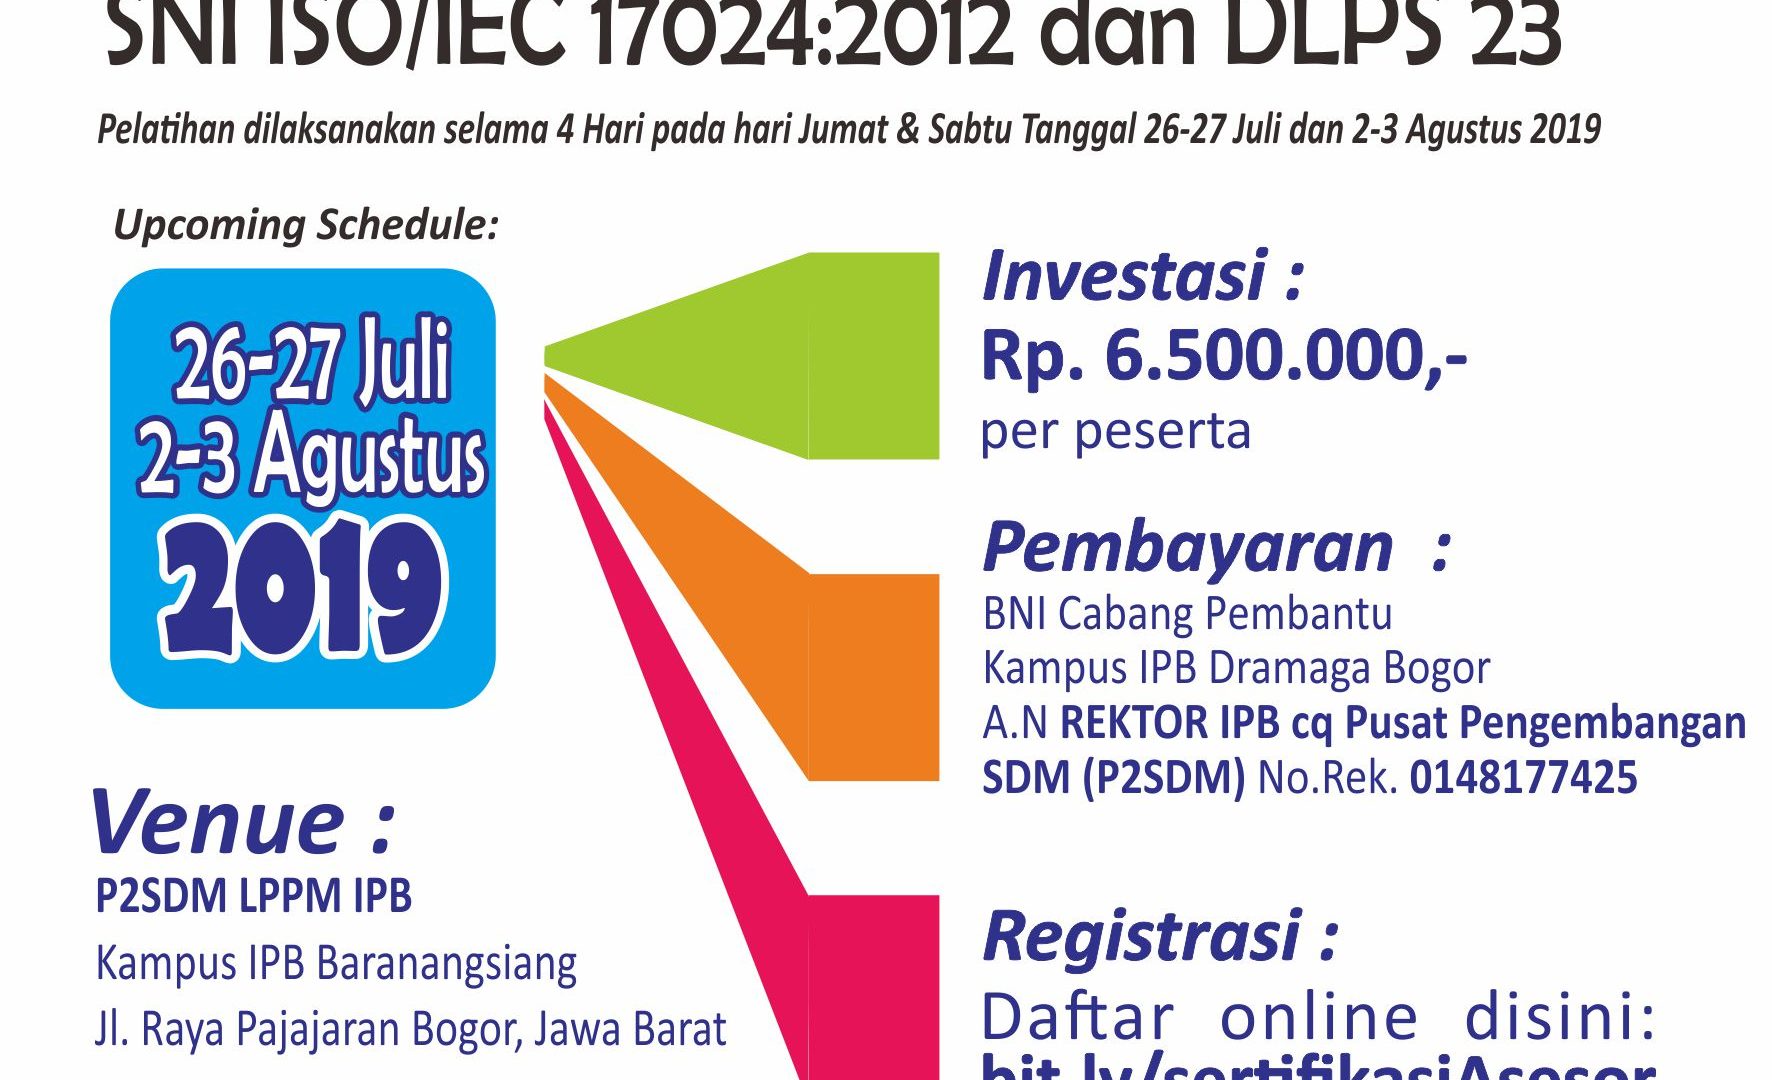 SNI ISO/IEC 17024:2012 dan DLPS 23
Pelatihan dilaksanakan selama 4 Hari pada hari Jumat & Sabtu Tanggal 26-27 Juli dan 2-3 Agustus 2019
Upcoming Schedule:
26-27 Juli
2-3 Agustus
2019
Venue :
P2SDM LPPM IPB
Kampus IPB Baranangsiang
Jl. Raya Pajajaran Bogor, Jawa Barat
Investasi :
Rp. 6.500.000,-
per peserta
Pembayaran :
BNI Cabang Pembantu
Kampus IPB Dramaga Bogor
A.N REKTOR IPB cq Pusat Pengembangan
SDM (P2SDM) No.Rek. 0148177425
Registrasi :
Daftar online disini:
bit.ly/sertifikasiAsesor